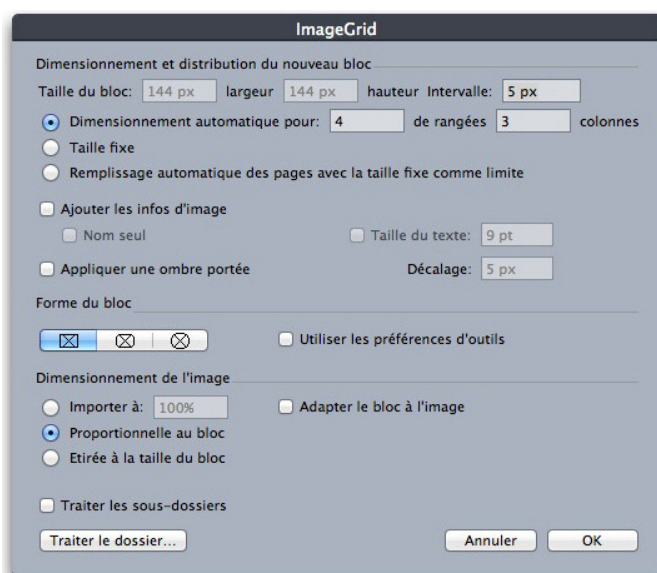 ImageGrid
Dimensionnement et distribution du nouveau bloc
Taille du bloc: 144 px largeur 144 px hauteur Intervalle: 5 px
Dimensionnement automatique pour: 4 de rangées 3 colonnes
Taille fixe
Remplissage automatique des pages avec la taille fixe comme limite
Ajouter les infos d'image
Nom seul Taille du texte: 9 pt
Appliquer une ombre portée Décalage: 5 px
Forme du bloc
Utiliser les préférences d'outils
Dimensionnement de l'image
Importer à: 100% Adapter le bloc à l'image
Proportionnelle au bloc
Etirée à la taille du bloc
Traiter les sous-dossiers
Traiter le dossier... Annuler OK